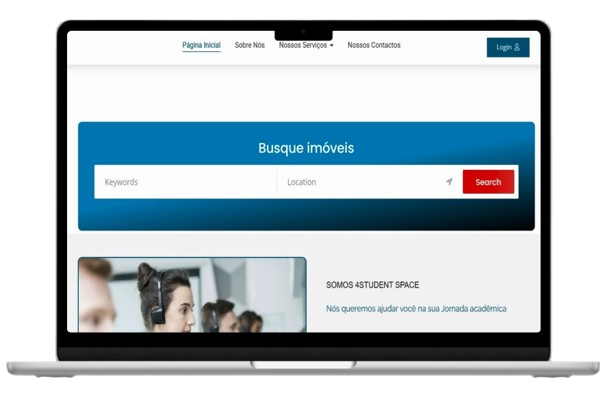 Página Inicial Sobre Nós Nossos Serviços Nossos Contactos Login
Busque imóveis
Keywords Location Search
SOMOS 4STUDENT SPACE
Nós queremos ajudar você na sua Jornada acadêmica